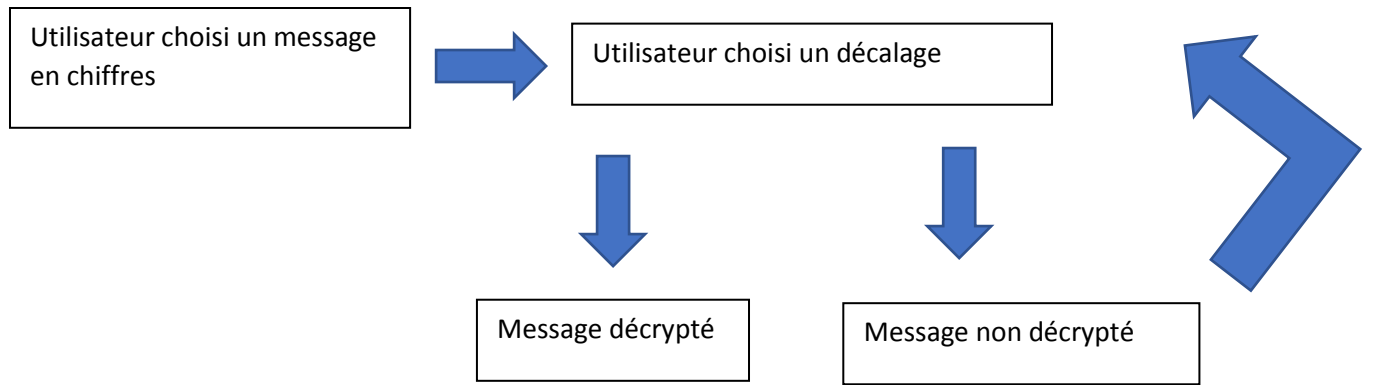 Utilisateur choisi un message
en chiffres
Utilisateur choisi un décalage
Message décrypté
Message non décrypté